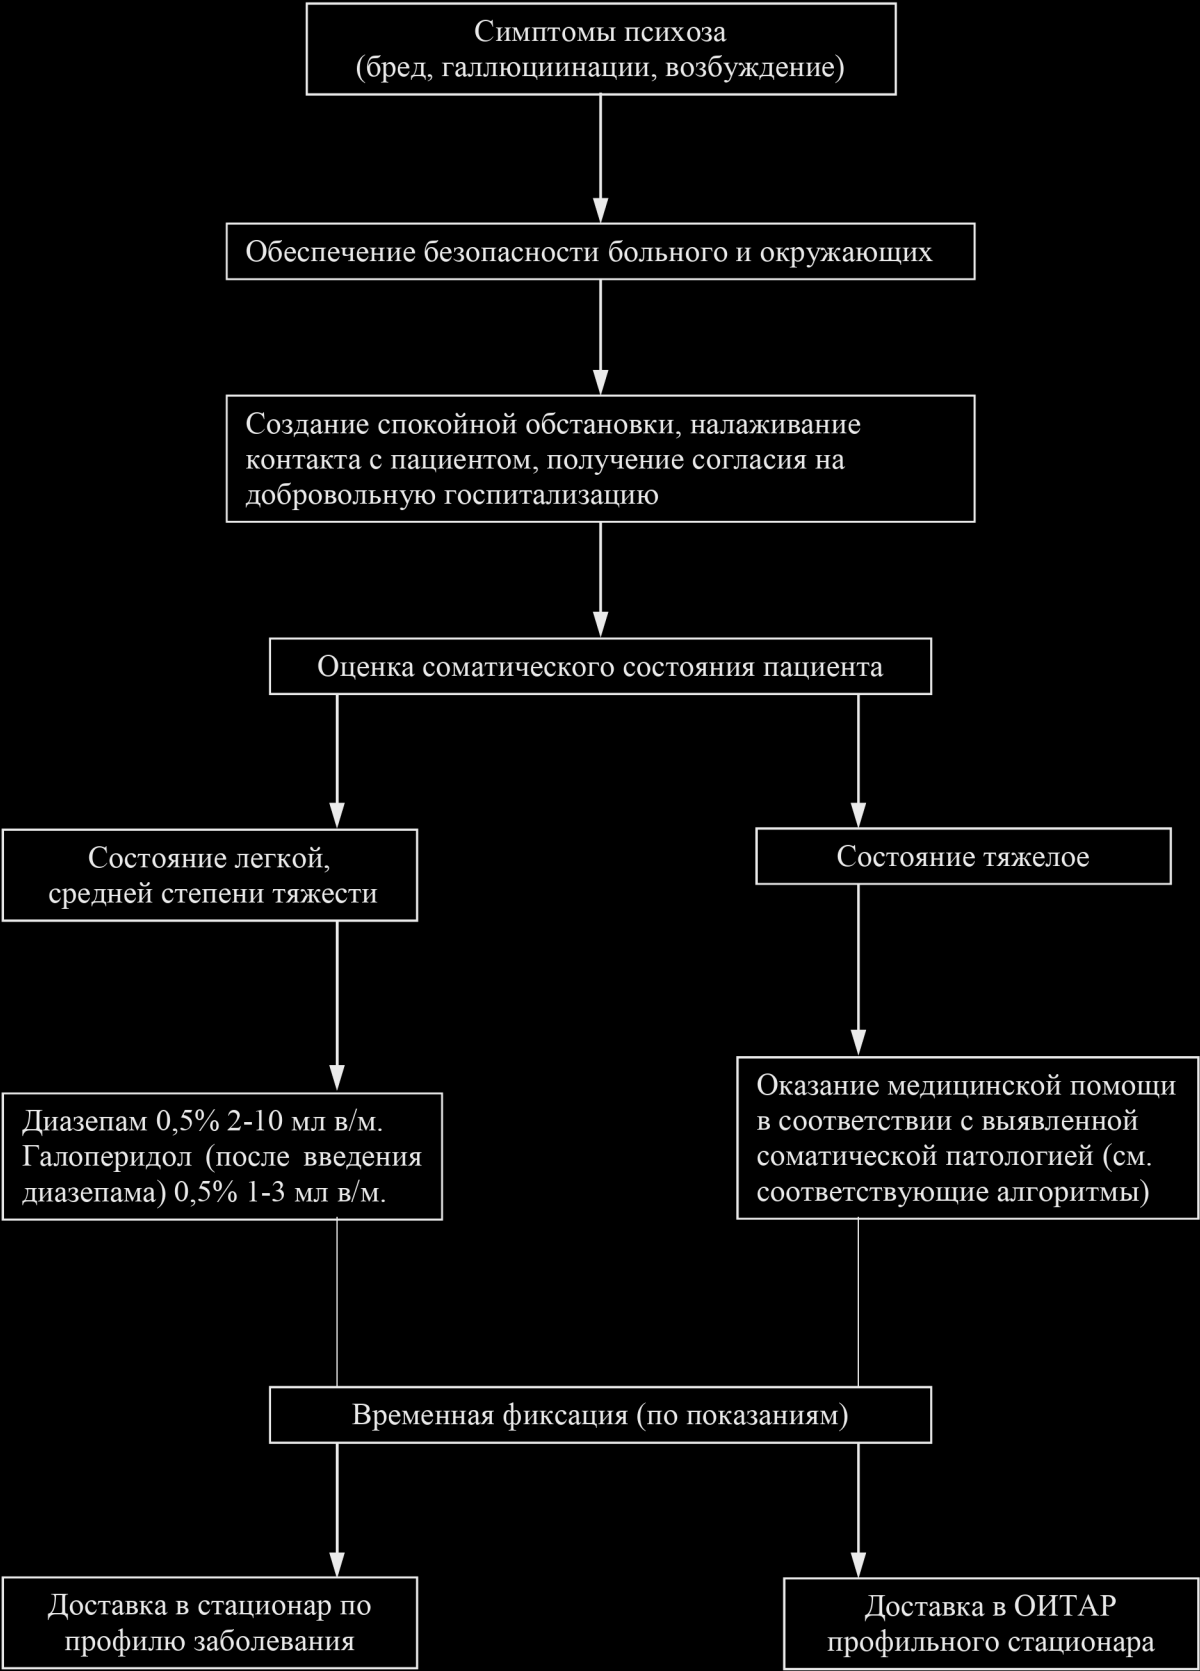 Симптомы психоза
(бред, галлюциинации, возбуждение)
Обеспечение безопасности больного и окружающих
Создание спокойной обстановки, налаживание
контакта с пациентом, получение согласия на
добровольную госпитализацию
Оценка соматического состояния пациента
Состояние легкой,
средней степени тяжести
Состояние тяжелое
Диазепам 0,5% 2-10 мл в/м.
Галоперидол (после введения
диазепама) 0,5% 1-3 мл в/м.
Оказание медицинской помощи
в соответствии с выявленной
соматической патологией (см.
соответствующие алгоритмы)
Временная фиксация (по показаниям)
Доставка в стационар по
профилю заболевания
Доставка в ОИТАР
профильного стационара